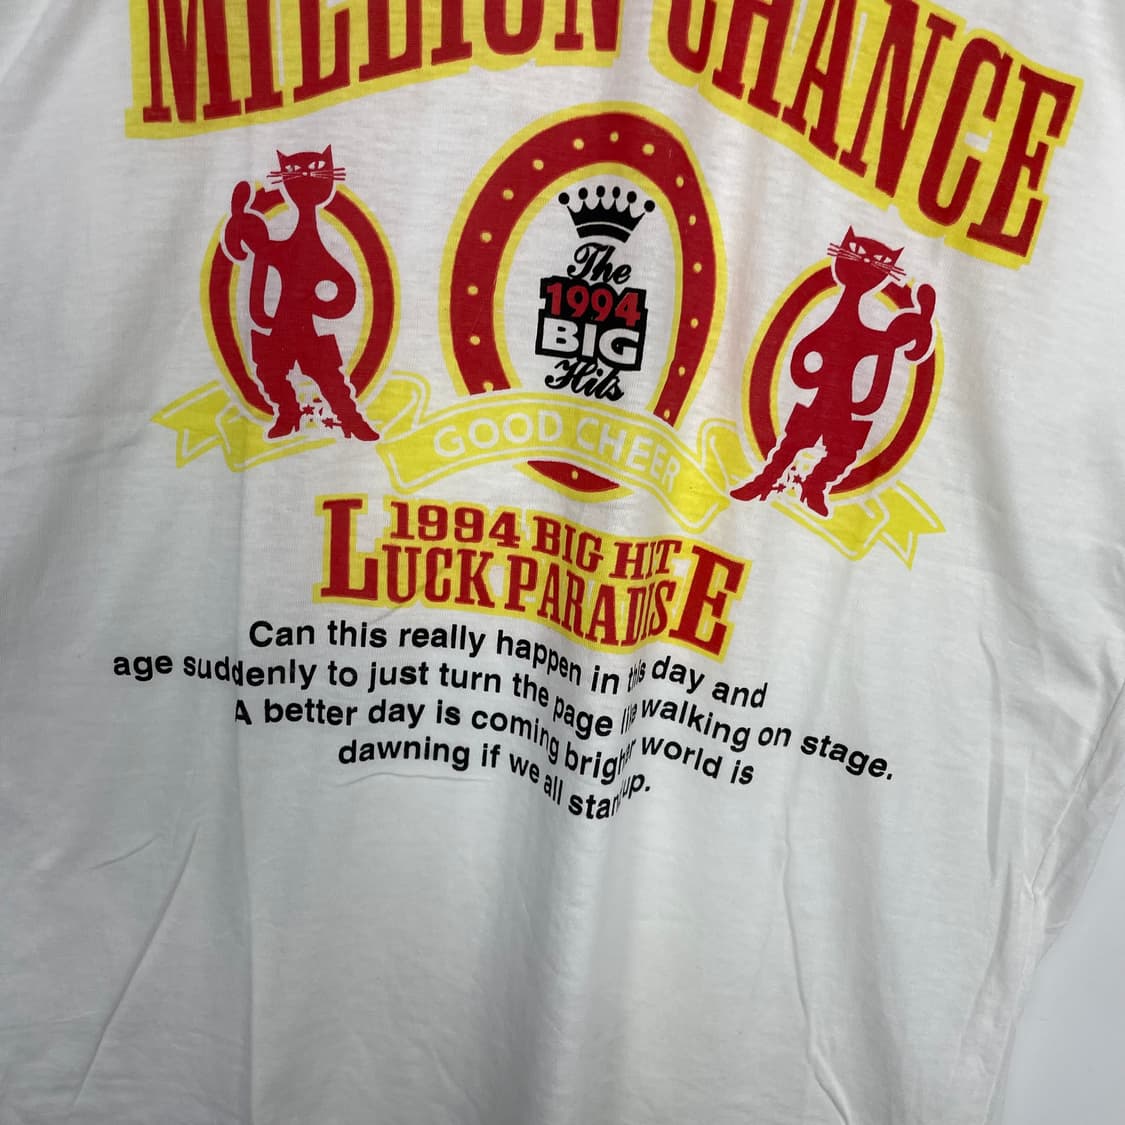 MILLION CHANCE
The
1994
BIG
Hits
GOOD CHEER
1994 BIG HIT
LUCK PARADISE
Can this really happen in this day and
age suddenly to just turn the page like walking on stage.
A better day is coming brigher world is
dawning if we all stand up.